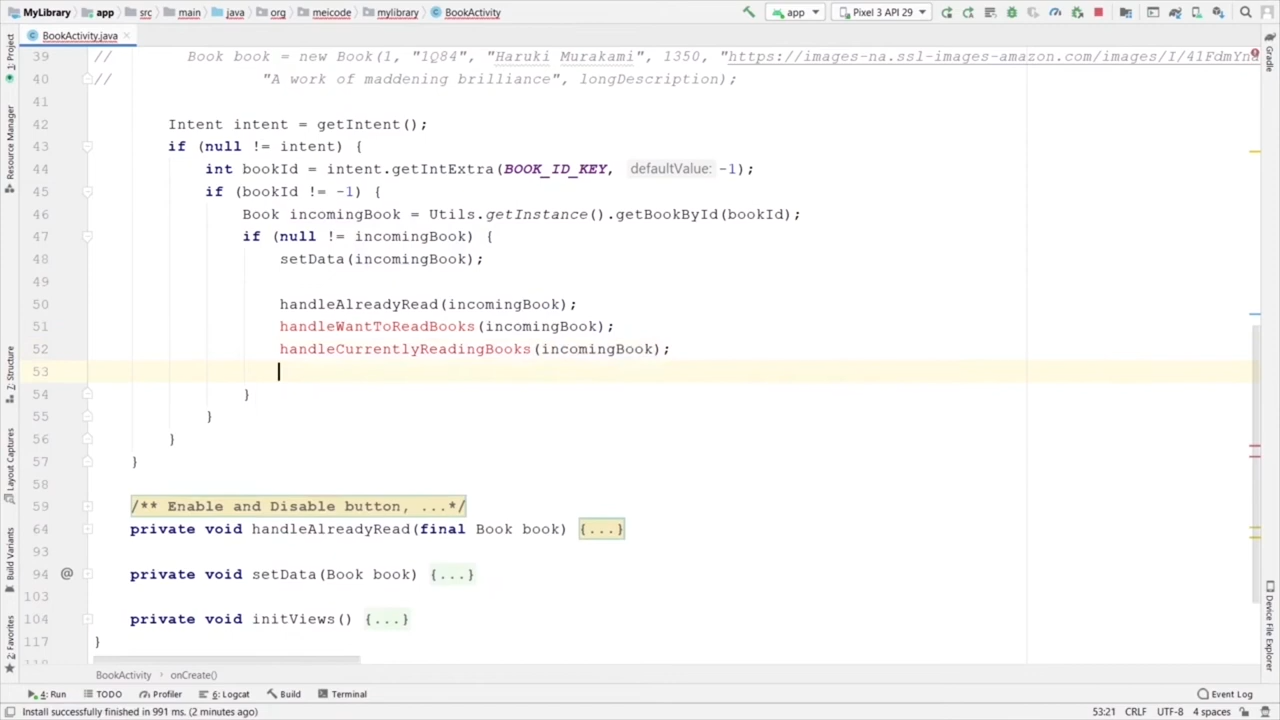 MyLibrary app src main java org meicode mylibrary BookActivity app Pixel 3 API 29
BookActivity.java
39 // Book book = new Book(1, "1Q84", "Haruki Murakami", 1350, "https://images-na.ssl-images-amazon.com/images/I/41FdmYnd
40 // "A work of maddening brilliance", longDescription);
41
42 Intent intent = getIntent();
43 if (null != intent) {
44 int bookId = intent.getIntExtra(BOOK_ID_KEY, defaultValue: -1);
45 if (bookId != -1) {
46 Book incomingBook = Utils.getInstance().getBookById(bookId);
47 if (null != incomingBook) {
48 setData(incomingBook);
49
50 handleAlreadyRead(incomingBook);
51 handleWantToReadBooks(incomingBook);
52 handleCurrentlyReadingBooks(incomingBook);
53
54 }
55 }
56 }
57 }
58
59 /** Enable and Disable button, ...*/
64 private void handleAlreadyRead(final Book book) {...}
93
94 @ private void setData(Book book) {...}
103
104 private void initViews() {...}
117 }
118
1: Project
Resource Manager
Z: Structure
Layout Captures
Build Variants
2: Favorites
Gradle
Device File Explorer
BookActivity › onCreate()
4: Run TODO Profiler 6: Logcat Build Terminal Event Log
Install successfully finished in 991 ms. (2 minutes ago) 53:21 CRLF UTF-8 4 spaces